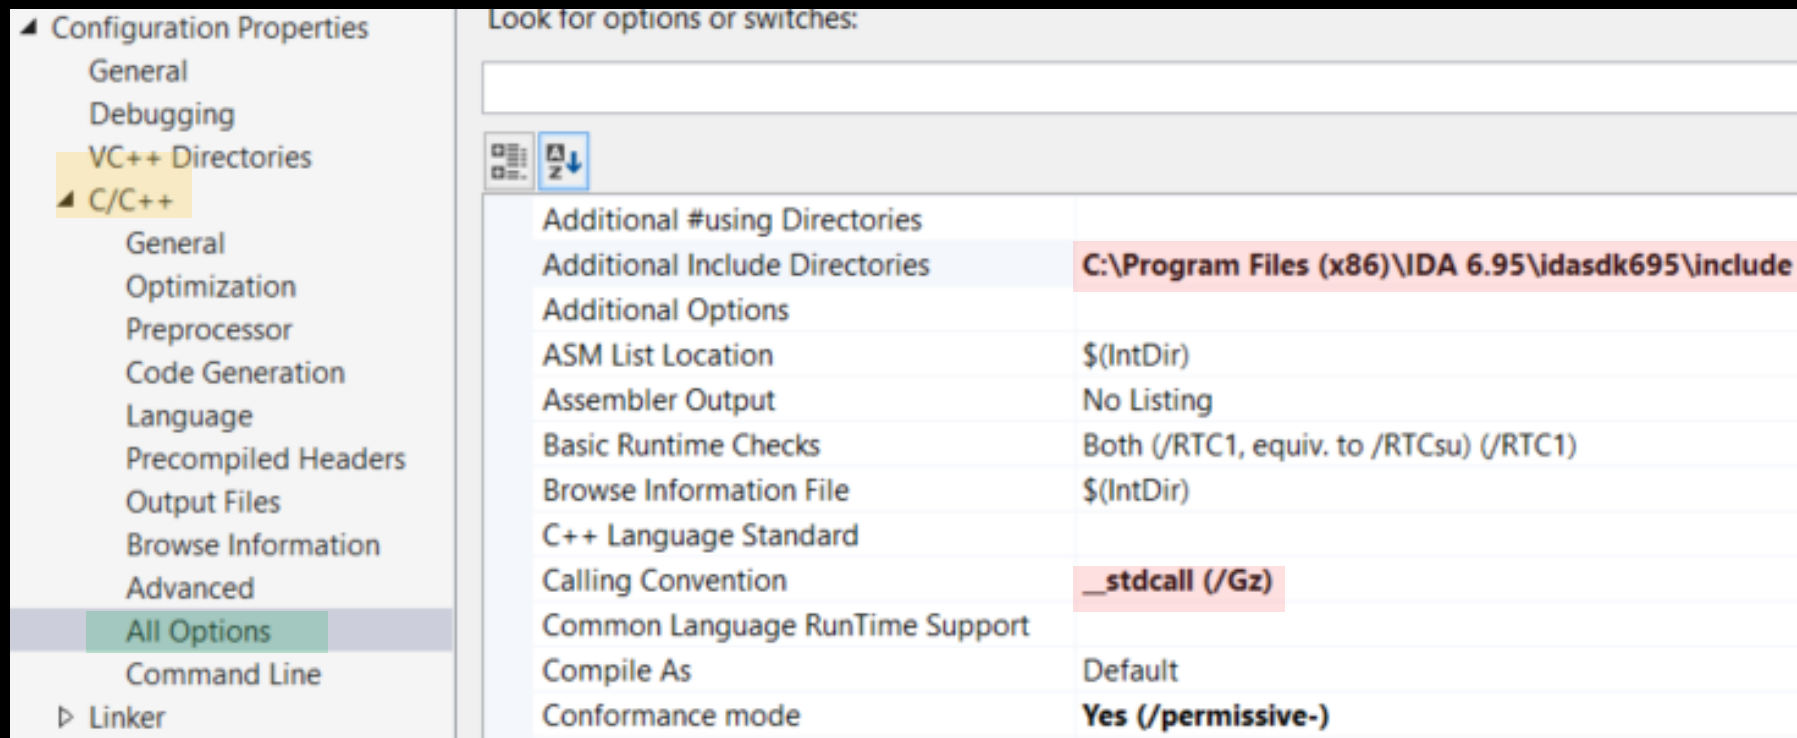 Configuration Properties
General
Debugging
VC++ Directories
C/C++
General
Optimization
Preprocessor
Code Generation
Language
Precompiled Headers
Output Files
Browse Information
Advanced
All Options
Command Line
Linker
Look for options or switches:
Additional #using Directories
Additional Include Directories C:\Program Files (x86)\IDA 6.95\idasdk695\include
Additional Options
ASM List Location $(IntDir)
Assembler Output No Listing
Basic Runtime Checks Both (/RTC1, equiv. to /RTCsu) (/RTC1)
Browse Information File $(IntDir)
C++ Language Standard
Calling Convention __stdcall (/Gz)
Common Language RunTime Support
Compile As Default
Conformance mode Yes (/permissive-)